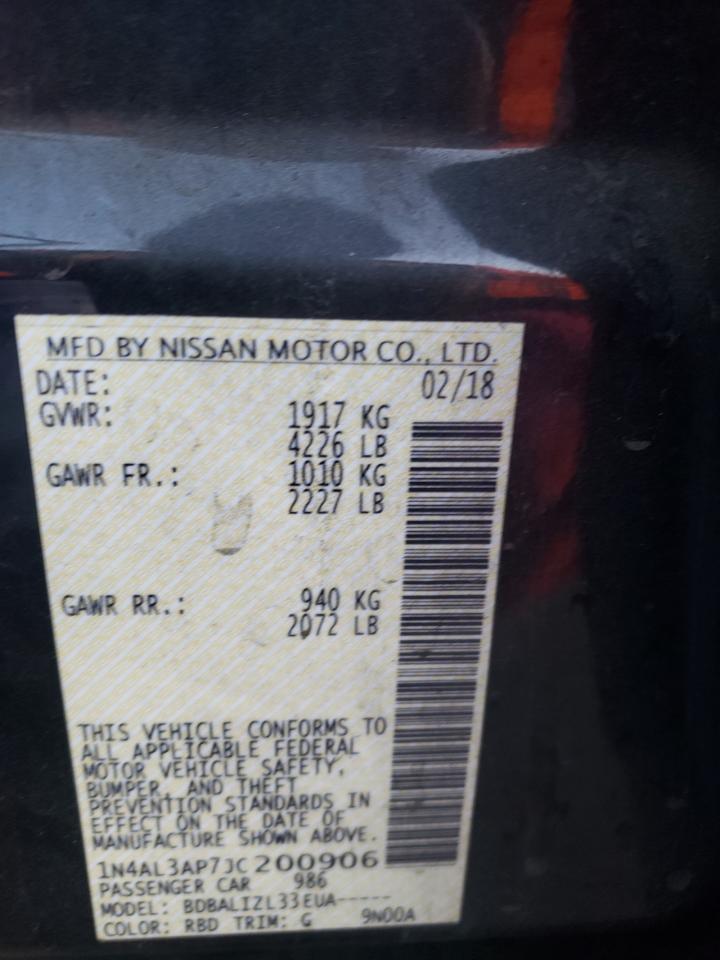 MFD BY NISSAN MOTOR CO., LTD.
DATE: 02/18
GVWR: 1917 KG
4226 LB
GAWR FR.: 1010 KG
2227 LB
GAWR RR.: 940 KG
2072 LB
THIS VEHICLE CONFORMS TO
ALL APPLICABLE FEDERAL
MOTOR VEHICLE SAFETY,
BUMPER, AND THEFT
PREVENTION STANDARDS IN
EFFECT ON THE DATE OF
MANUFACTURE SHOWN ABOVE.
1N4AL3AP7JC200906
PASSENGER CAR 986
MODEL: BDBALIZL33EUA-----
COLOR: RBD TRIM: G 9N00A